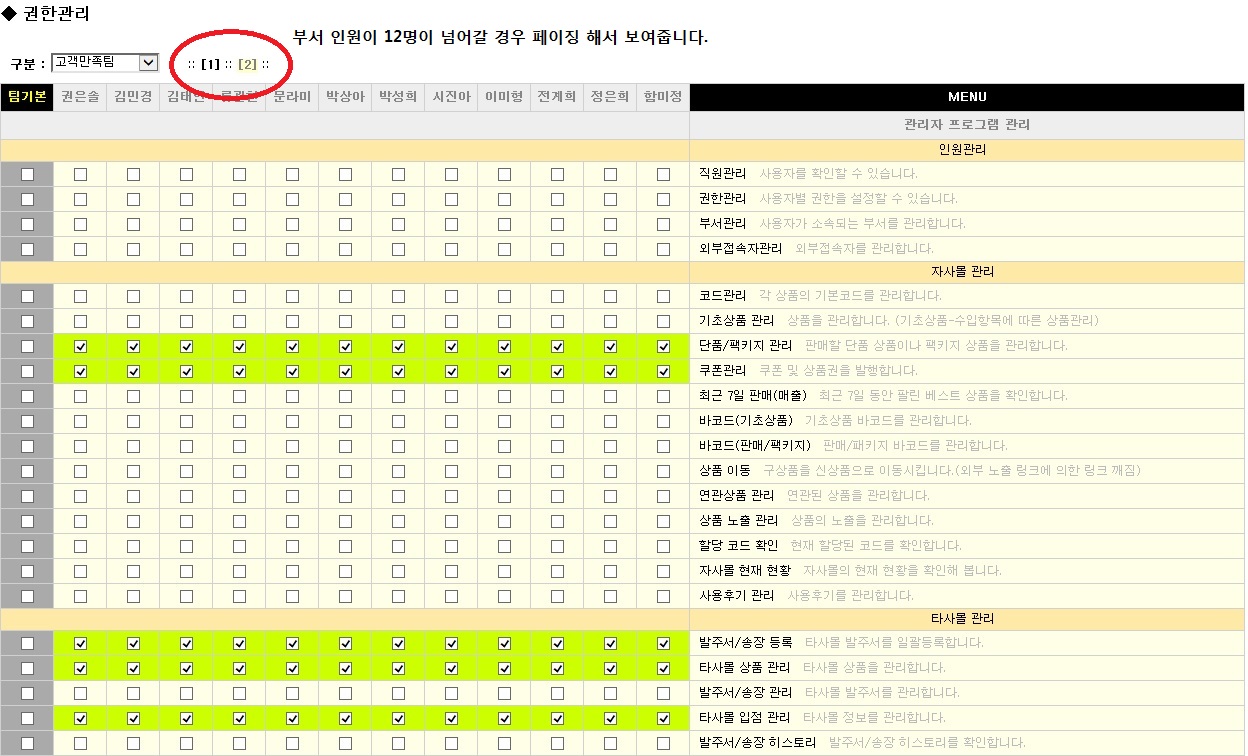 ◆ 권한관리
부서 인원이 12명이 넘어갈 경우 페이징 해서 보여줍니다.
구분 : 고객만족팀 :: [1] :: [2] ::
팀기본 권은솔 김민경 김태인 문라미 박상아 박성희 시진아 이미형 전계희 정은희 함미정 MENU
관리자 프로그램 관리
인원관리
직원관리 사용자를 확인할 수 있습니다.
권한관리 사용자별 권한을 설정할 수 있습니다.
부서관리 사용자가 소속되는 부서를 관리합니다.
외부접속자관리 외부접속자를 관리합니다.
자사몰 관리
코드관리 각 상품의 기본코드를 관리합니다.
기초상품 관리 상품을 관리합니다. (기초상품-수입항목에 따른 상품관리)
단품/팩키지 관리 판매할 단품 상품이나 팩키지 상품을 관리합니다.
쿠폰관리 쿠폰 및 상품권을 발행합니다.
최근 7일 판매(매출) 최근 7일 동안 팔린 베스트 상품을 확인합니다.
바코드(기초상품) 기초상품 바코드를 관리합니다.
바코드(판매/팩키지) 판매/패키지 바코드를 관리합니다.
상품 이동 구상품을 신상품으로 이동시킵니다.(외부 노출 링크에 의한 링크 깨짐)
연관상품 관리 연관된 상품을 관리합니다.
상품 노출 관리 상품의 노출을 관리합니다.
할당 코드 확인 현재 할당된 코드를 확인합니다.
자사몰 현재 현황 자사몰의 현재 현황을 확인해 봅니다.
사용후기 관리 사용후기를 관리합니다.
타사몰 관리
발주서/송장 등록 타사몰 발주서를 일괄등록합니다.
타사몰 상품 관리 타사몰 상품을 관리합니다.
발주서/송장 관리 타사몰 발주서를 관리합니다.
타사몰 입점 관리 타사몰 정보를 관리합니다.
발주서/송장 히스토리 발주서/송장 히스토리를 확인합니다.